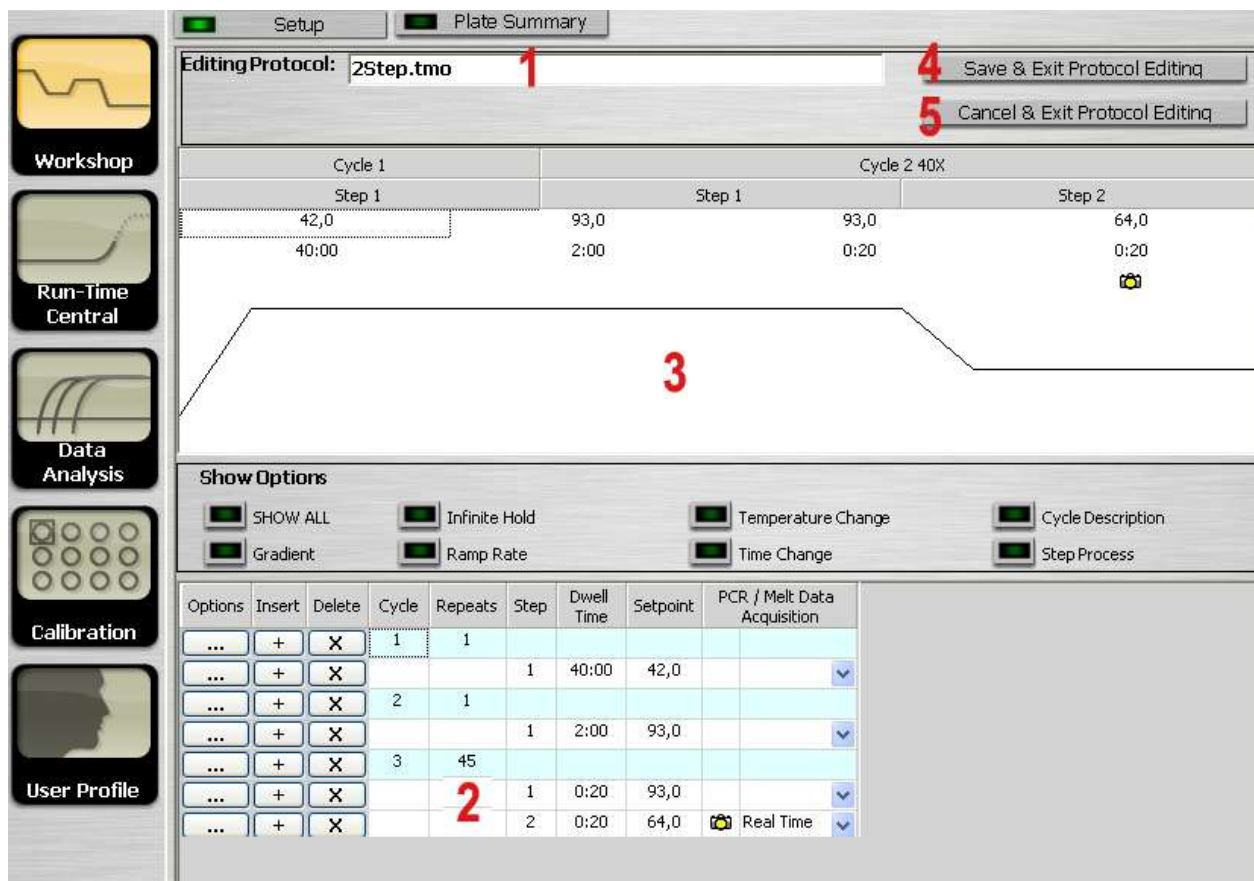 Setup
Plate Summary
Editing Protocol:
2Step.tmo
1
4
Save & Exit Protocol Editing
5
Cancel & Exit Protocol Editing
Workshop
Run-Time
Central
Data
Analysis
Calibration
User Profile
Cycle 1
Cycle 2 40X
Step 1
Step 1
Step 2
42,0
93,0
93,0
64,0
40:00
2:00
0:20
0:20
3
Show Options
SHOW ALL
Infinite Hold
Temperature Change
Cycle Description
Gradient
Ramp Rate
Time Change
Step Process
Options Insert Delete Cycle Repeats Step Dwell Time Setpoint PCR / Melt Data Acquisition
... + X 1 1
... + X 1 40:00 42,0
... + X 2 1
... + X 1 2:00 93,0
... + X 3 45
... + X 1 0:20 93,0
2
... + X 2 0:20 64,0 Real Time